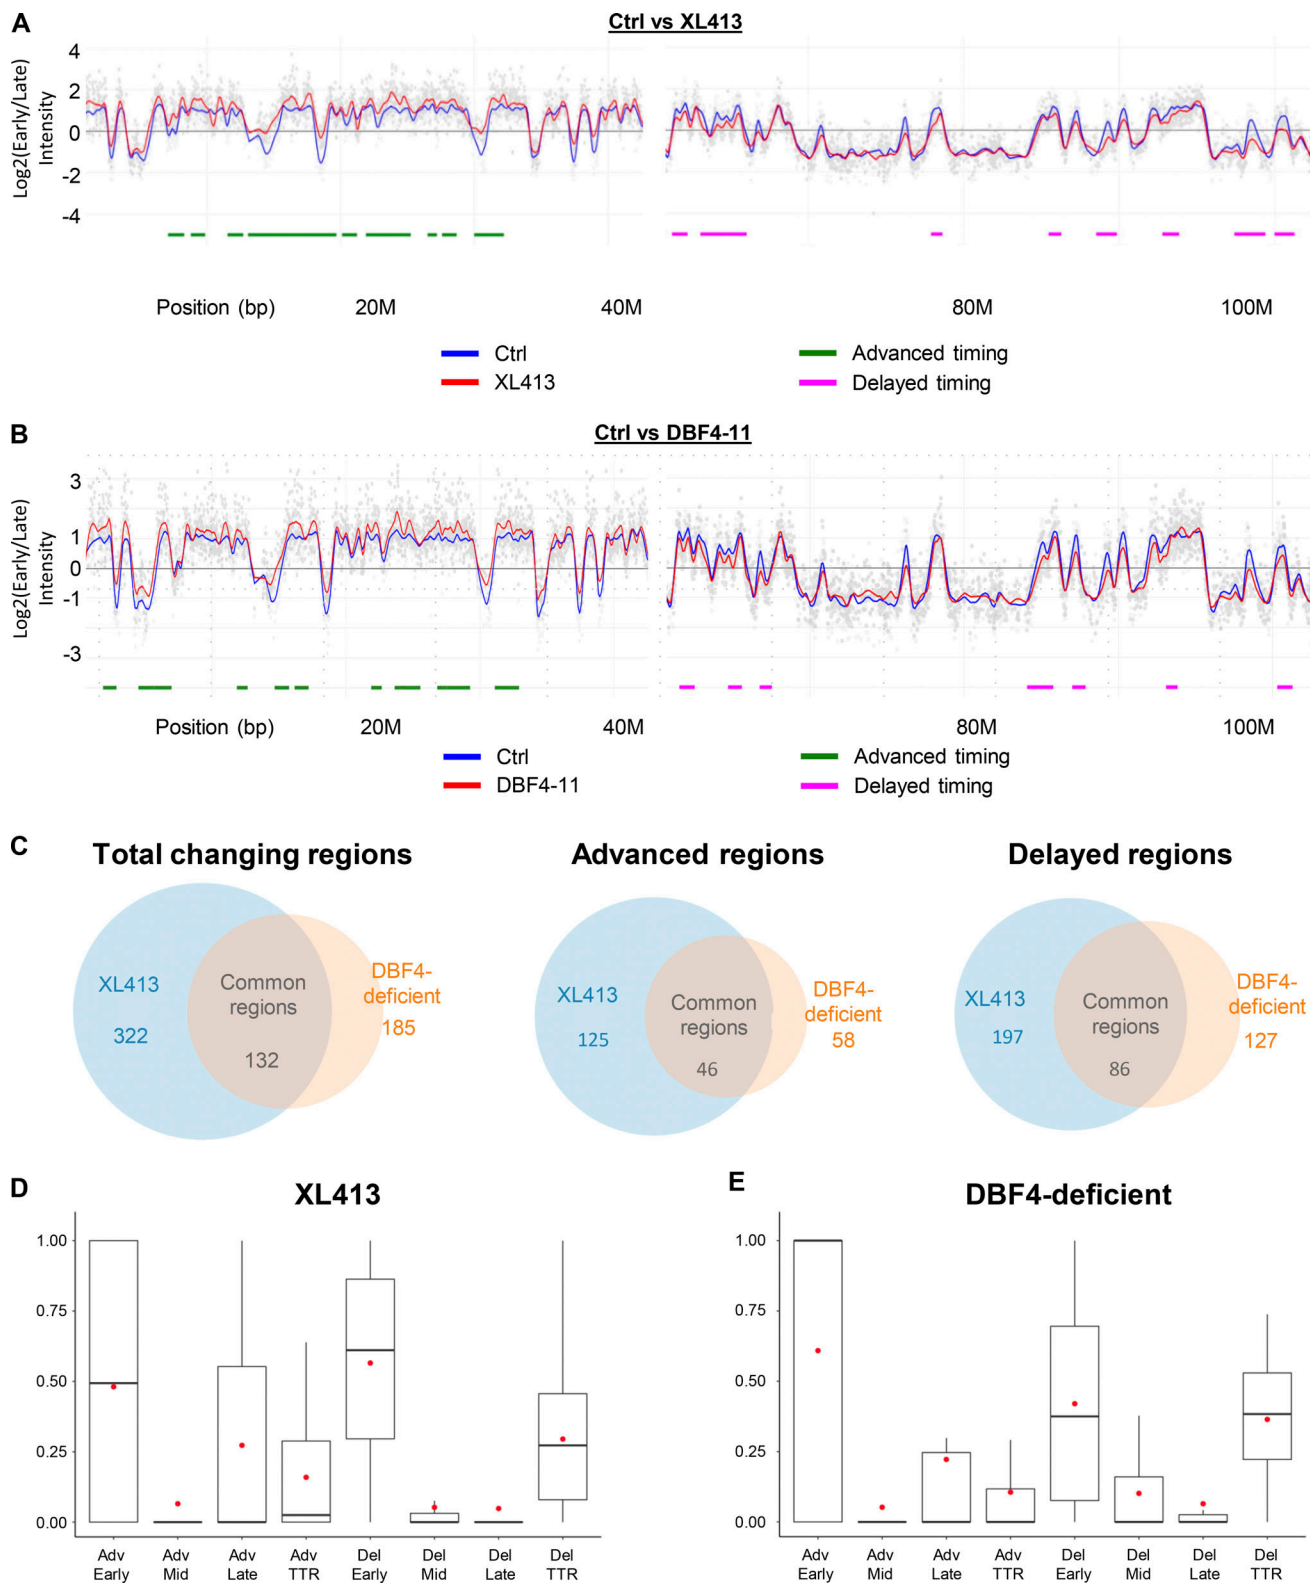 A
Ctrl vs XL413
Log2(Early/Late)
Intensity
4
2
0
-2
-4
Position (bp)
20M
40M
80M
100M
Ctrl
XL413
Advanced timing
Delayed timing
B
Ctrl vs DBF4-11
Log2(Early/Late)
Intensity
3
1
0
-1
-3
Position (bp)
20M
40M
80M
100M
Ctrl
DBF4-11
Advanced timing
Delayed timing
C
Total changing regions
XL413
322
Common
regions
132
DBF4-
deficient
185
Advanced regions
XL413
125
Common
regions
46
DBF4-
deficient
58
Delayed regions
XL413
197
Common
regions
86
DBF4-
deficient
127
D
XL413
1.00
0.75
0.50
0.25
0.00
Adv
Early
Adv
Mid
Adv
Late
Adv
TTR
Del
Early
Del
Mid
Del
Late
Del
TTR
E
DBF4-deficient
1.00
0.75
0.50
0.25
0.00
Adv
Early
Adv
Mid
Adv
Late
Adv
TTR
Del
Early
Del
Mid
Del
Late
Del
TTR